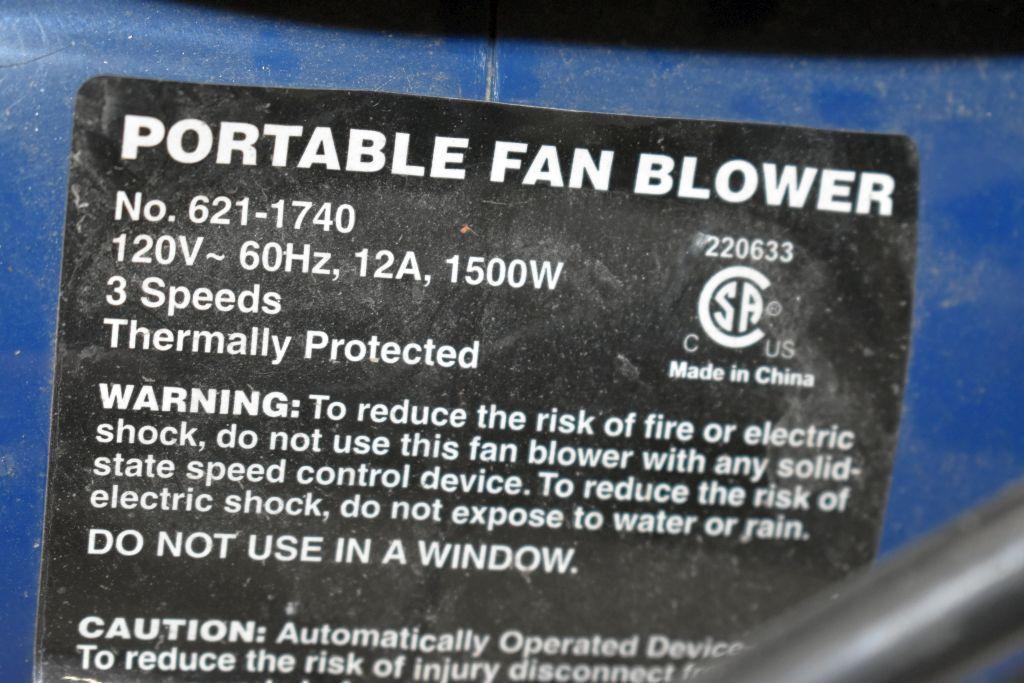 PORTABLE FAN BLOWER
No. 621-1740
120V~ 60Hz, 12A, 1500W
3 Speeds
Thermally Protected
220633
CSA ®
C US
Made in China
WARNING: To reduce the risk of fire or electric
shock, do not use this fan blower with any solid-
state speed control device. To reduce the risk of
electric shock, do not expose to water or rain.
DO NOT USE IN A WINDOW.
CAUTION: Automatically Operated Device
To reduce the risk of injury disconnect